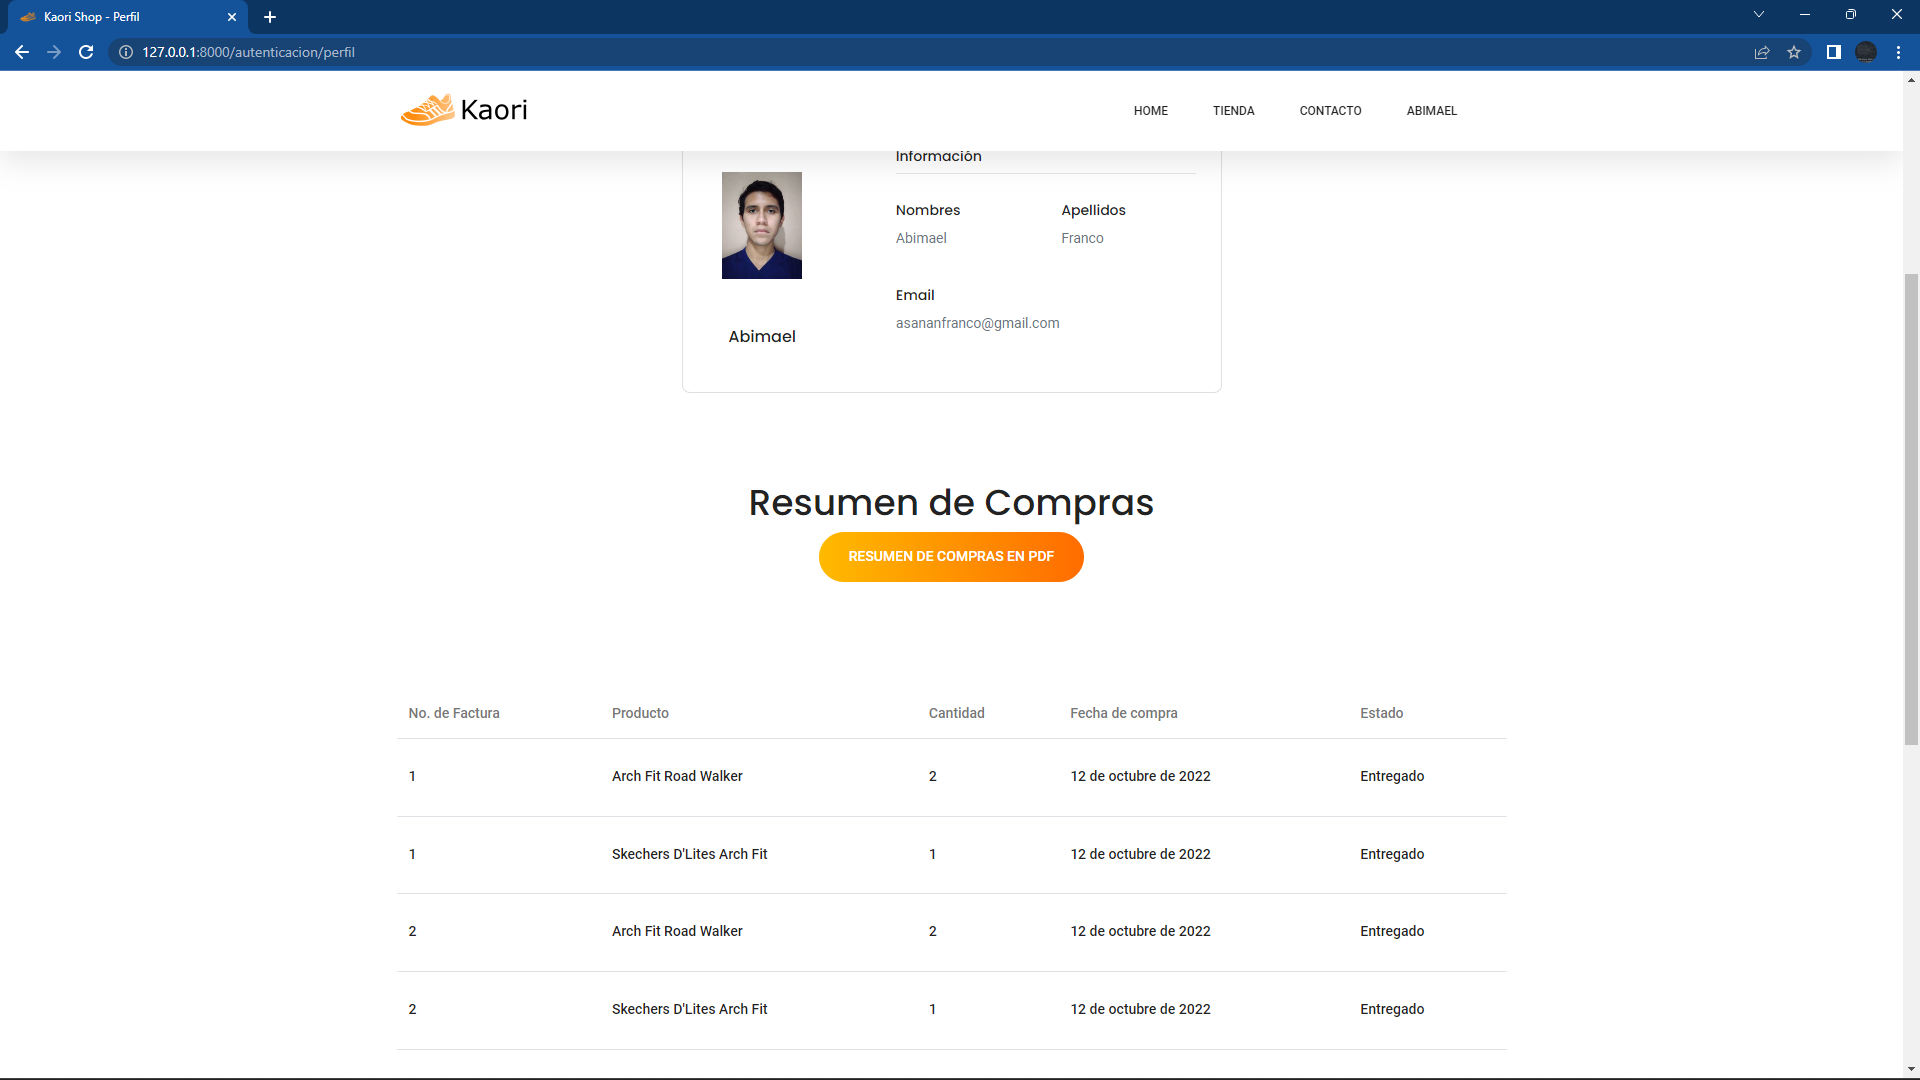 Kaori Shop - Perfil
127.0.0.1:8000/autenticacion/perfil
Kaori
HOME TIENDA CONTACTO ABIMAEL
Información
Nombres Apellidos
Abimael Franco
Email
asananfranco@gmail.com
Abimael
Resumen de Compras
RESUMEN DE COMPRAS EN PDF
No. de Factura Producto Cantidad Fecha de compra Estado
1 Arch Fit Road Walker 2 12 de octubre de 2022 Entregado
1 Skechers D'Lites Arch Fit 1 12 de octubre de 2022 Entregado
2 Arch Fit Road Walker 2 12 de octubre de 2022 Entregado
2 Skechers D'Lites Arch Fit 1 12 de octubre de 2022 Entregado